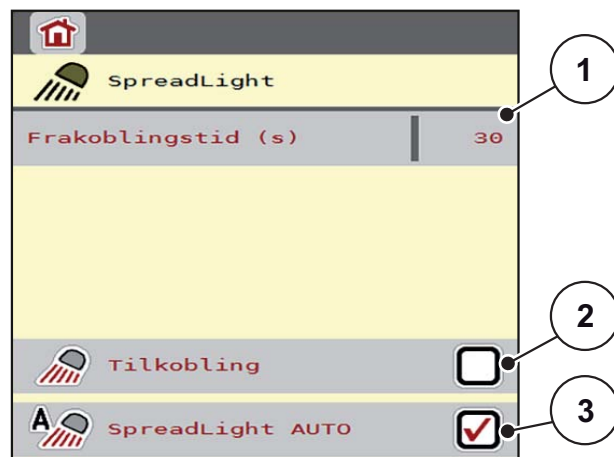 SpreadLight
1
Frakoblingstid (s) 30
Tilkobling
2
A
SpreadLight AUTO
3